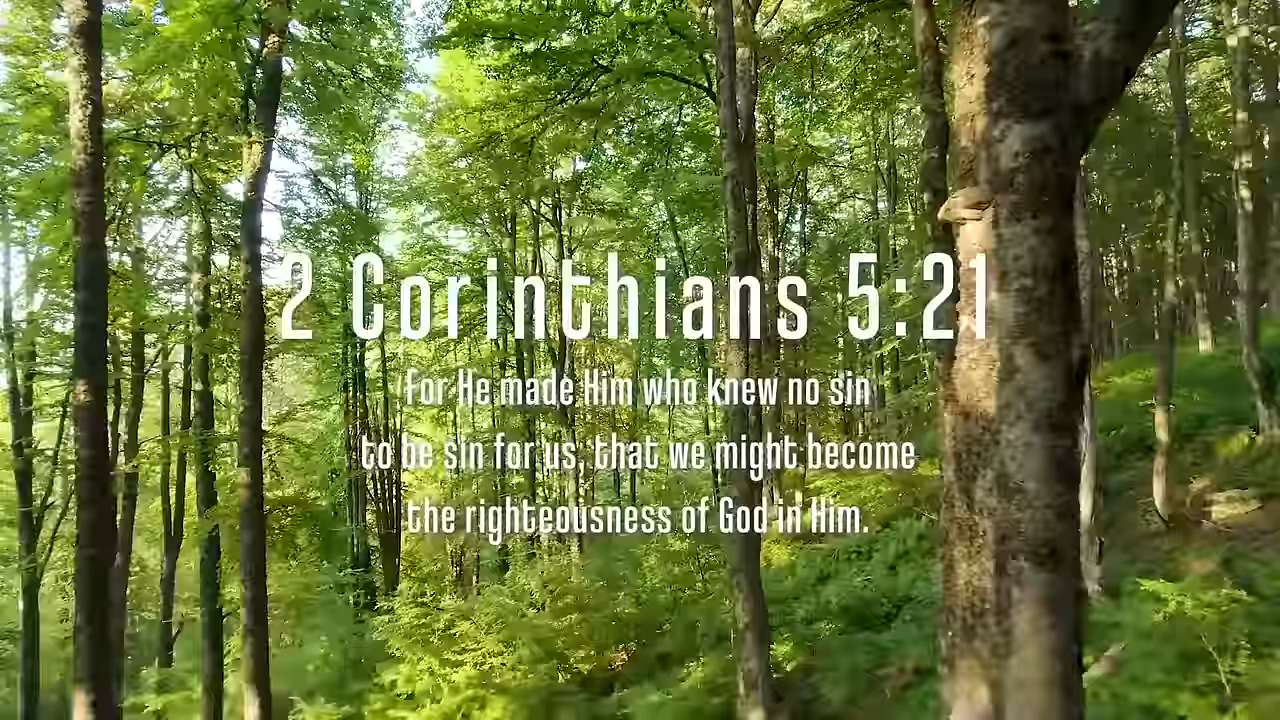 2 Corinthians 5:21
For He made Him who knew no sin
to be sin for us, that we might become
the righteousness of God in Him.